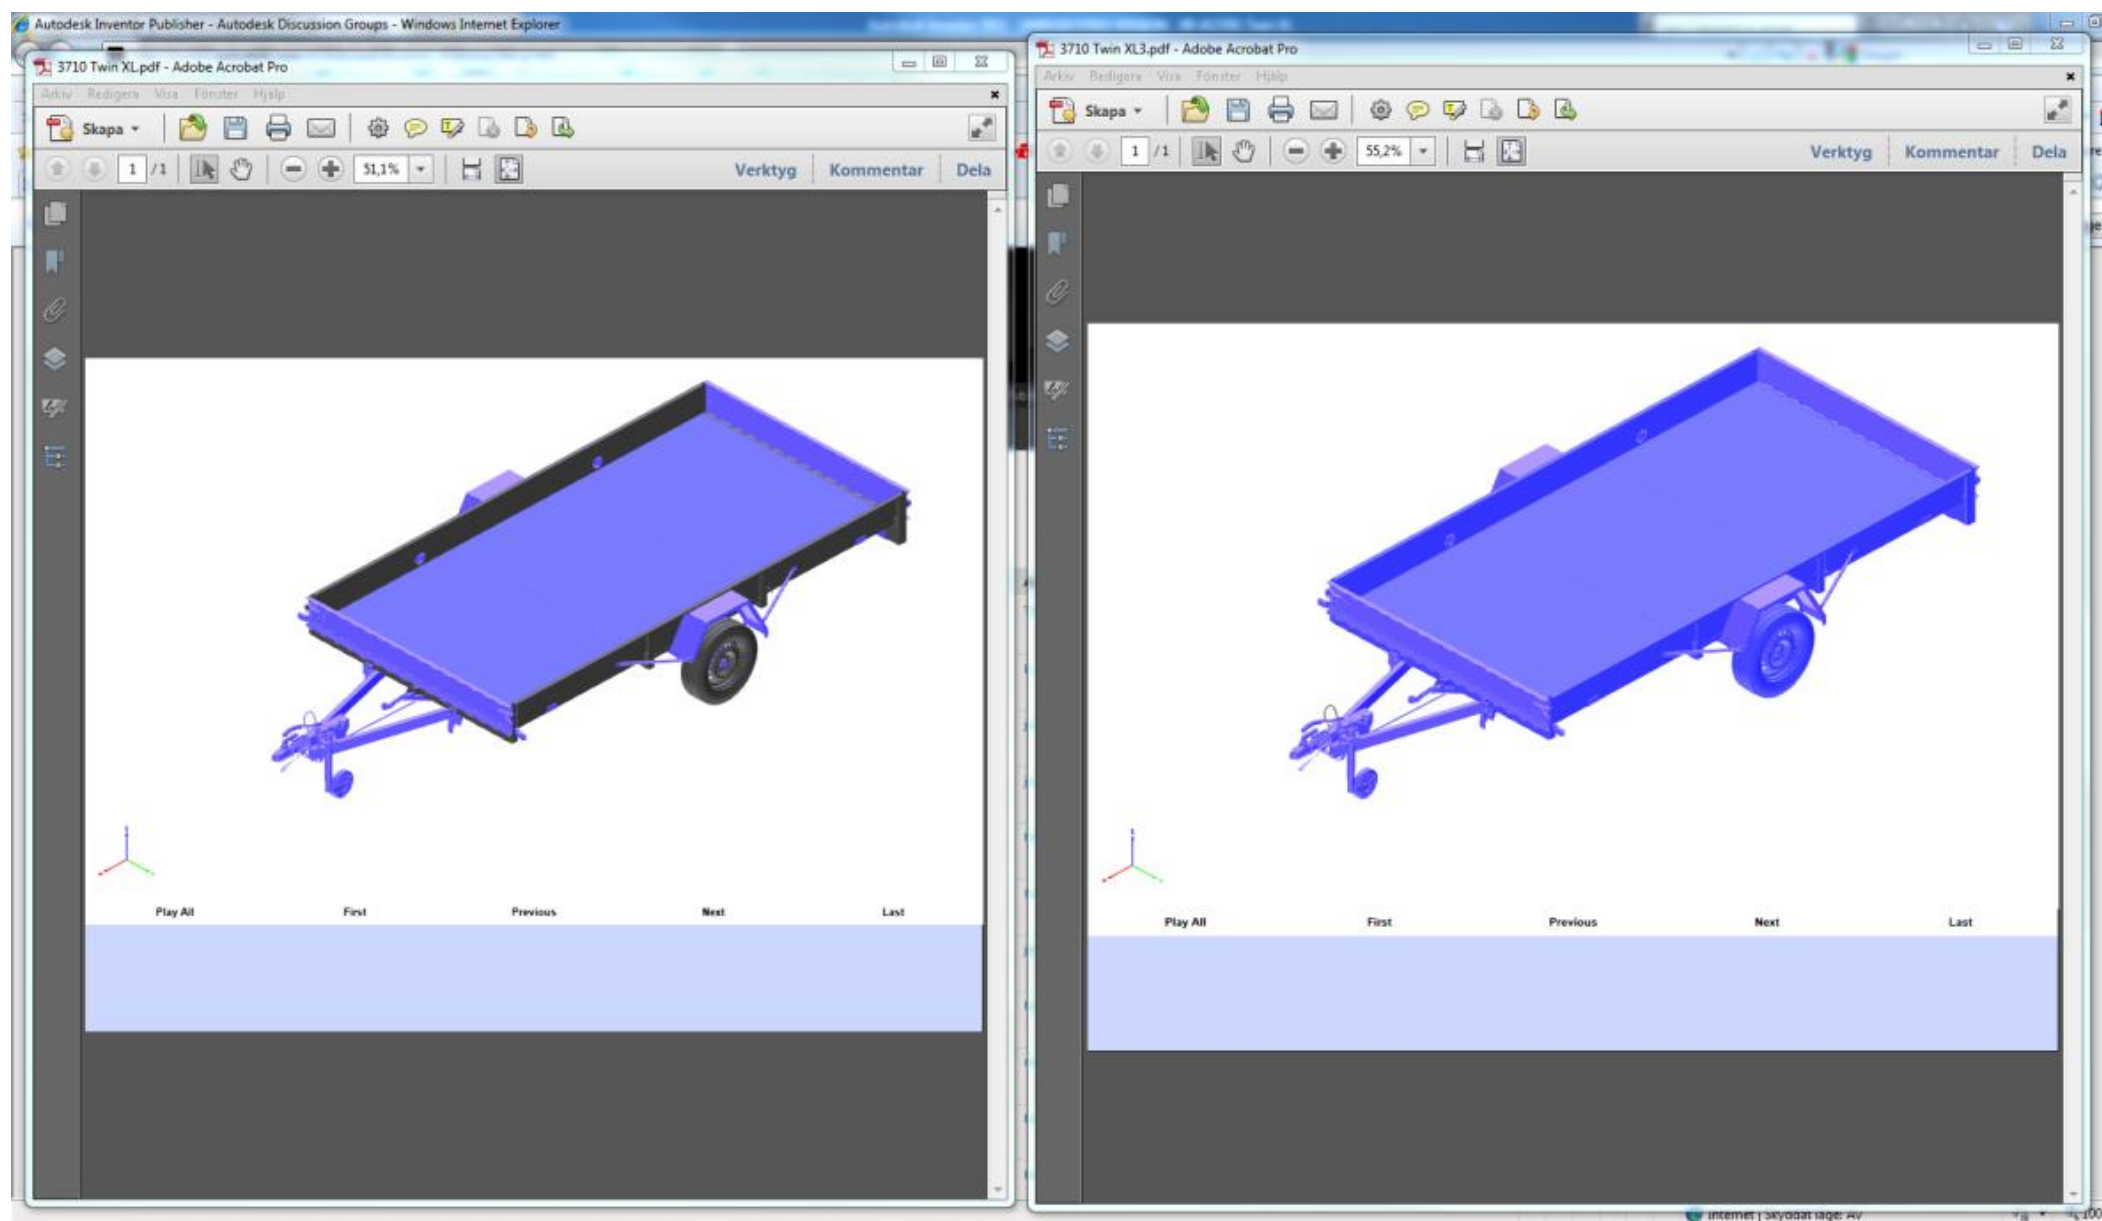 Autodesk Inventor Publisher - Autodesk Discussion Groups - Windows Internet Explorer
3710 Twin XL.pdf - Adobe Acrobat Pro
Arkiv Redigera Visa Fönster Hjälp
Skapa
1 /1 51,1% Verktyg Kommentar Dela
Play All First Previous Next Last
3710 Twin XL3.pdf - Adobe Acrobat Pro
Arkiv Redigera Visa Fönster Hjälp
Skapa
1 /1 55,2% Verktyg Kommentar Dela
Play All First Previous Next Last
Internet | Skyddat läge: Av